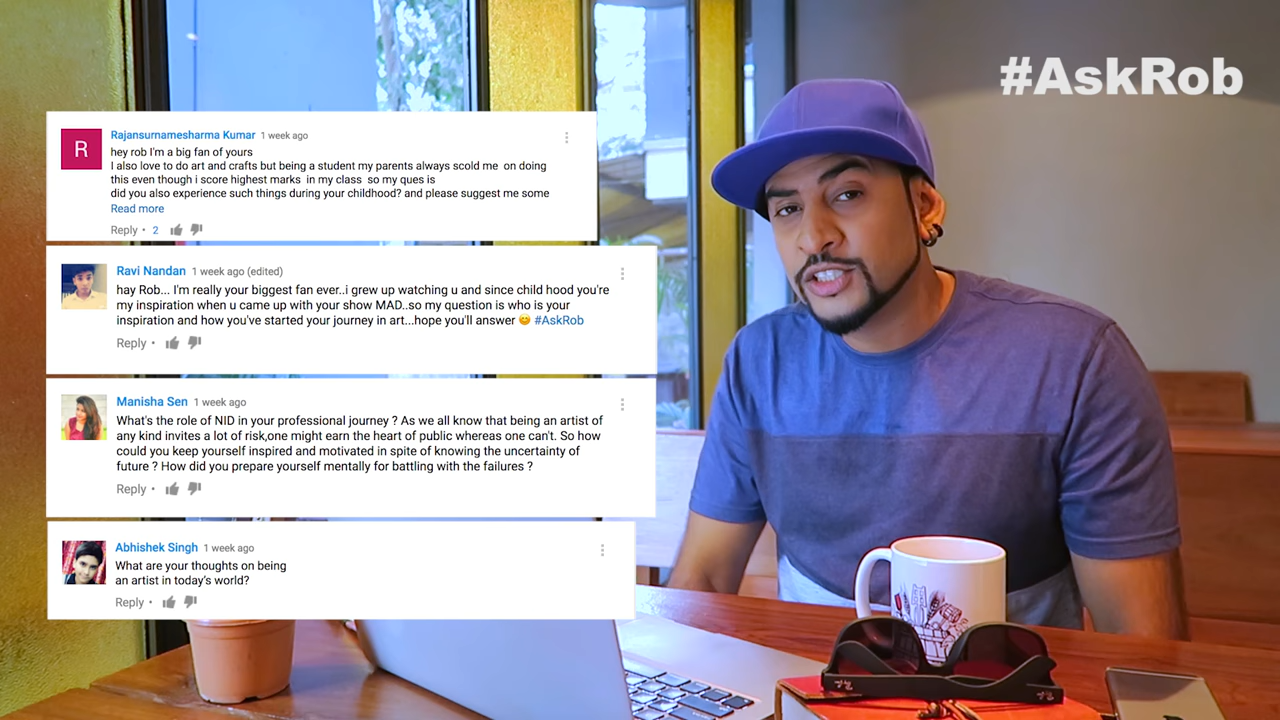 #AskRob
R
Rajansurnamesharma Kumar 1 week ago
hey rob I'm a big fan of yours
I also love to do art and crafts but being a student my parents always scold me on doing
this even though i score highest marks in my class so my ques is
did you also experience such things during your childhood? and please suggest me some
Read more
Reply • 2
Ravi Nandan 1 week ago (edited)
hay Rob... I'm really your biggest fan ever..i grew up watching u and since child hood you're
my inspiration when u came up with your show MAD..so my question is who is your
inspiration and how you've started your journey in art...hope you'll answer 😊 #AskRob
Reply •
Manisha Sen 1 week ago
What's the role of NID in your professional journey ? As we all know that being an artist of
any kind invites a lot of risk,one might earn the heart of public whereas one can't. So how
could you keep yourself inspired and motivated in spite of knowing the uncertainty of
future ? How did you prepare yourself mentally for battling with the failures ?
Reply •
Abhishek Singh 1 week ago
What are your thoughts on being
an artist in today's world?
Reply •